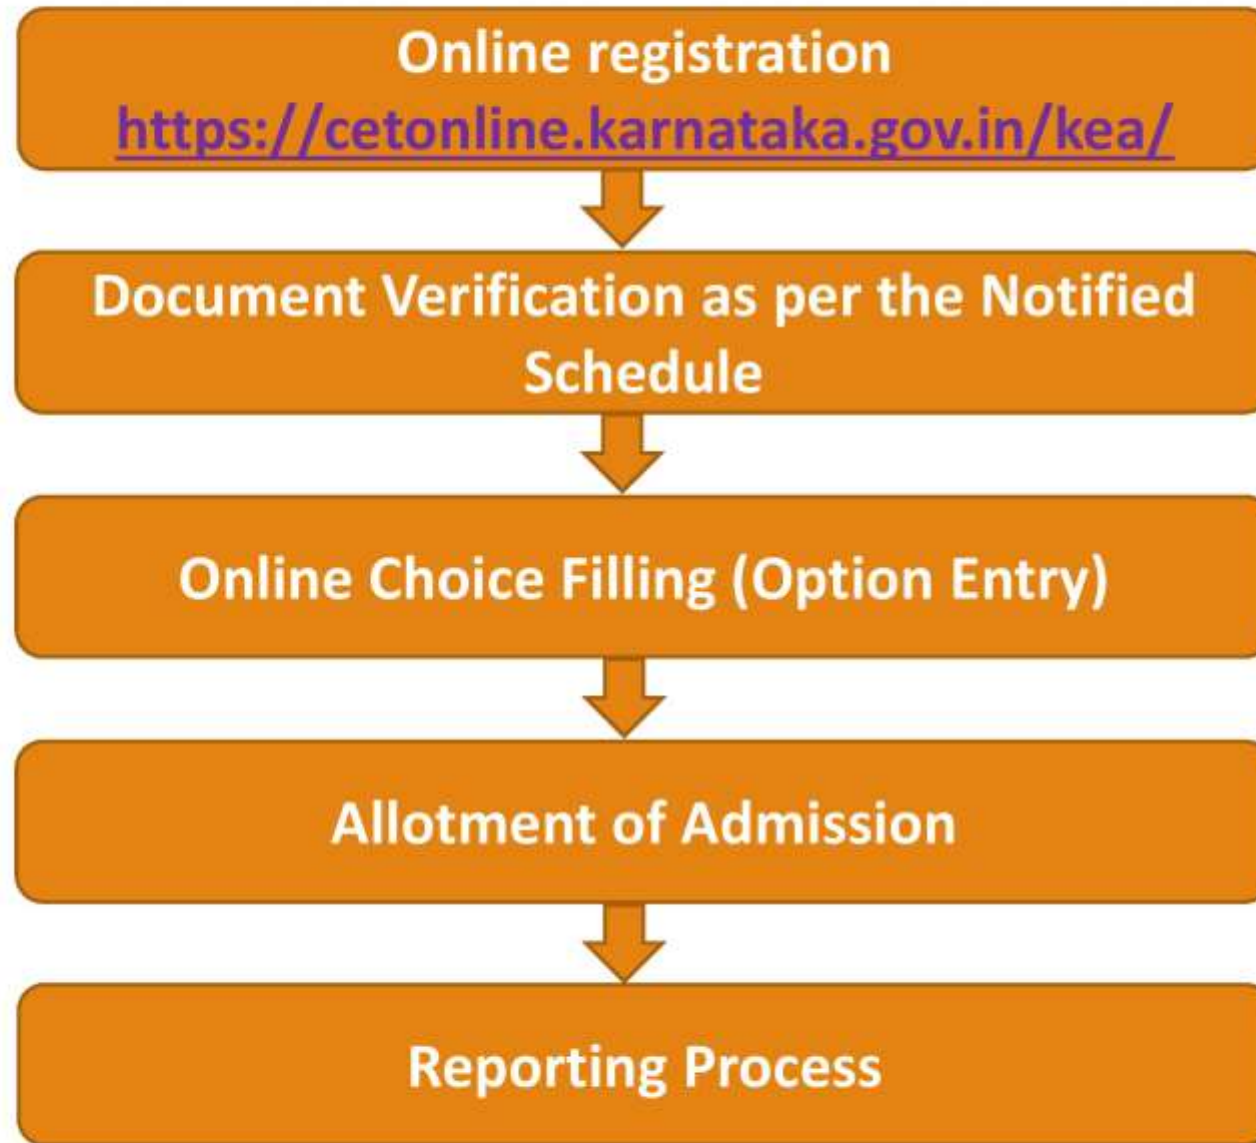 Online registration
https://cetonline.karnataka.gov.in/kea/
Document Verification as per the Notified
Schedule
Online Choice Filling (Option Entry)
Allotment of Admission
Reporting Process